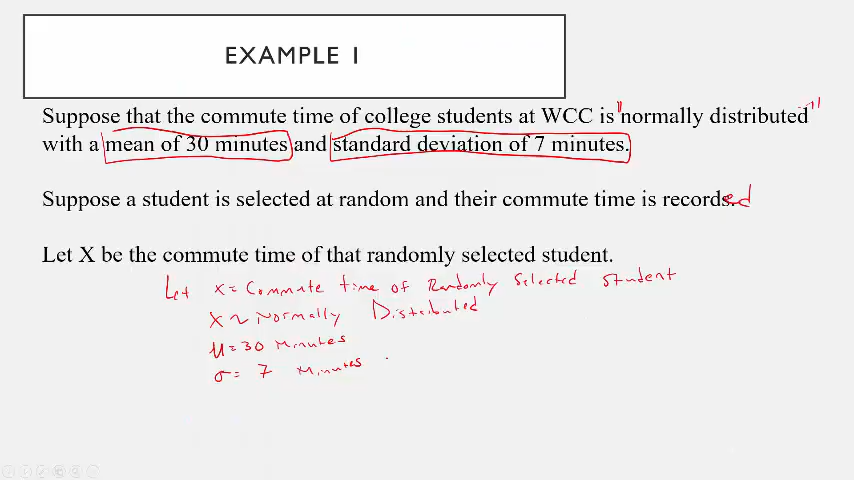 EXAMPLE 1
Suppose that the commute time of college students at WCC is "normally distributed"
with a mean of 30 minutes and standard deviation of 7 minutes.
Suppose a student is selected at random and their commute time is records.ed
Let X be the commute time of that randomly selected student.
Let x = Commute time of Randomly Selected Student
X ~ Normally Distributed
μ = 30 Minutes
σ = 7 Minutes